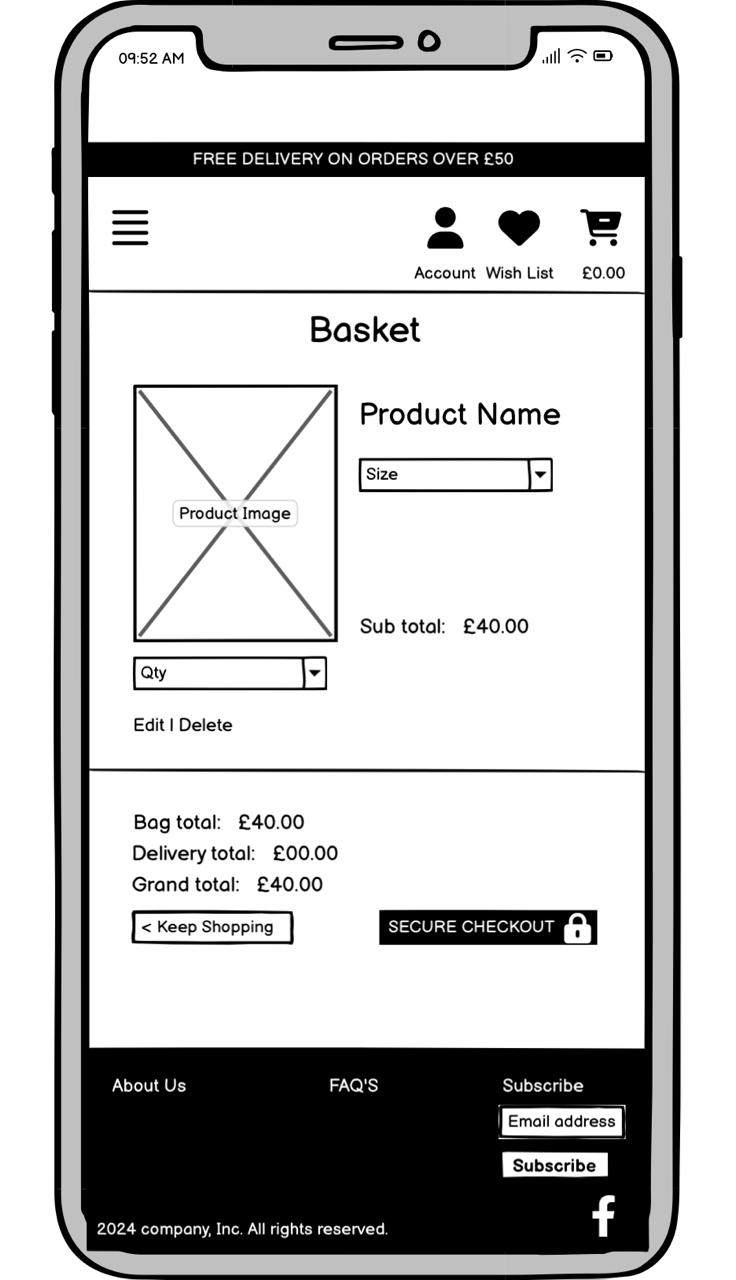 09:52 AM
FREE DELIVERY ON ORDERS OVER £50
Account Wish List £0.00
Basket
Product Name
Size
Product Image
Sub total: £40.00
Qty
Edit | Delete
Bag total: £40.00
Delivery total: £00.00
Grand total: £40.00
< Keep Shopping
SECURE CHECKOUT
About Us FAQ'S Subscribe
Email address
Subscribe
2024 company, Inc. All rights reserved.